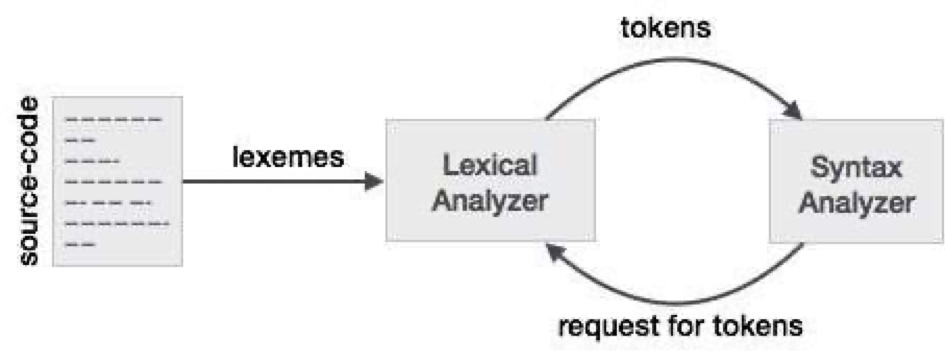 tokens
source-code
lexemes
Lexical
Analyzer
Syntax
Analyzer
request for tokens